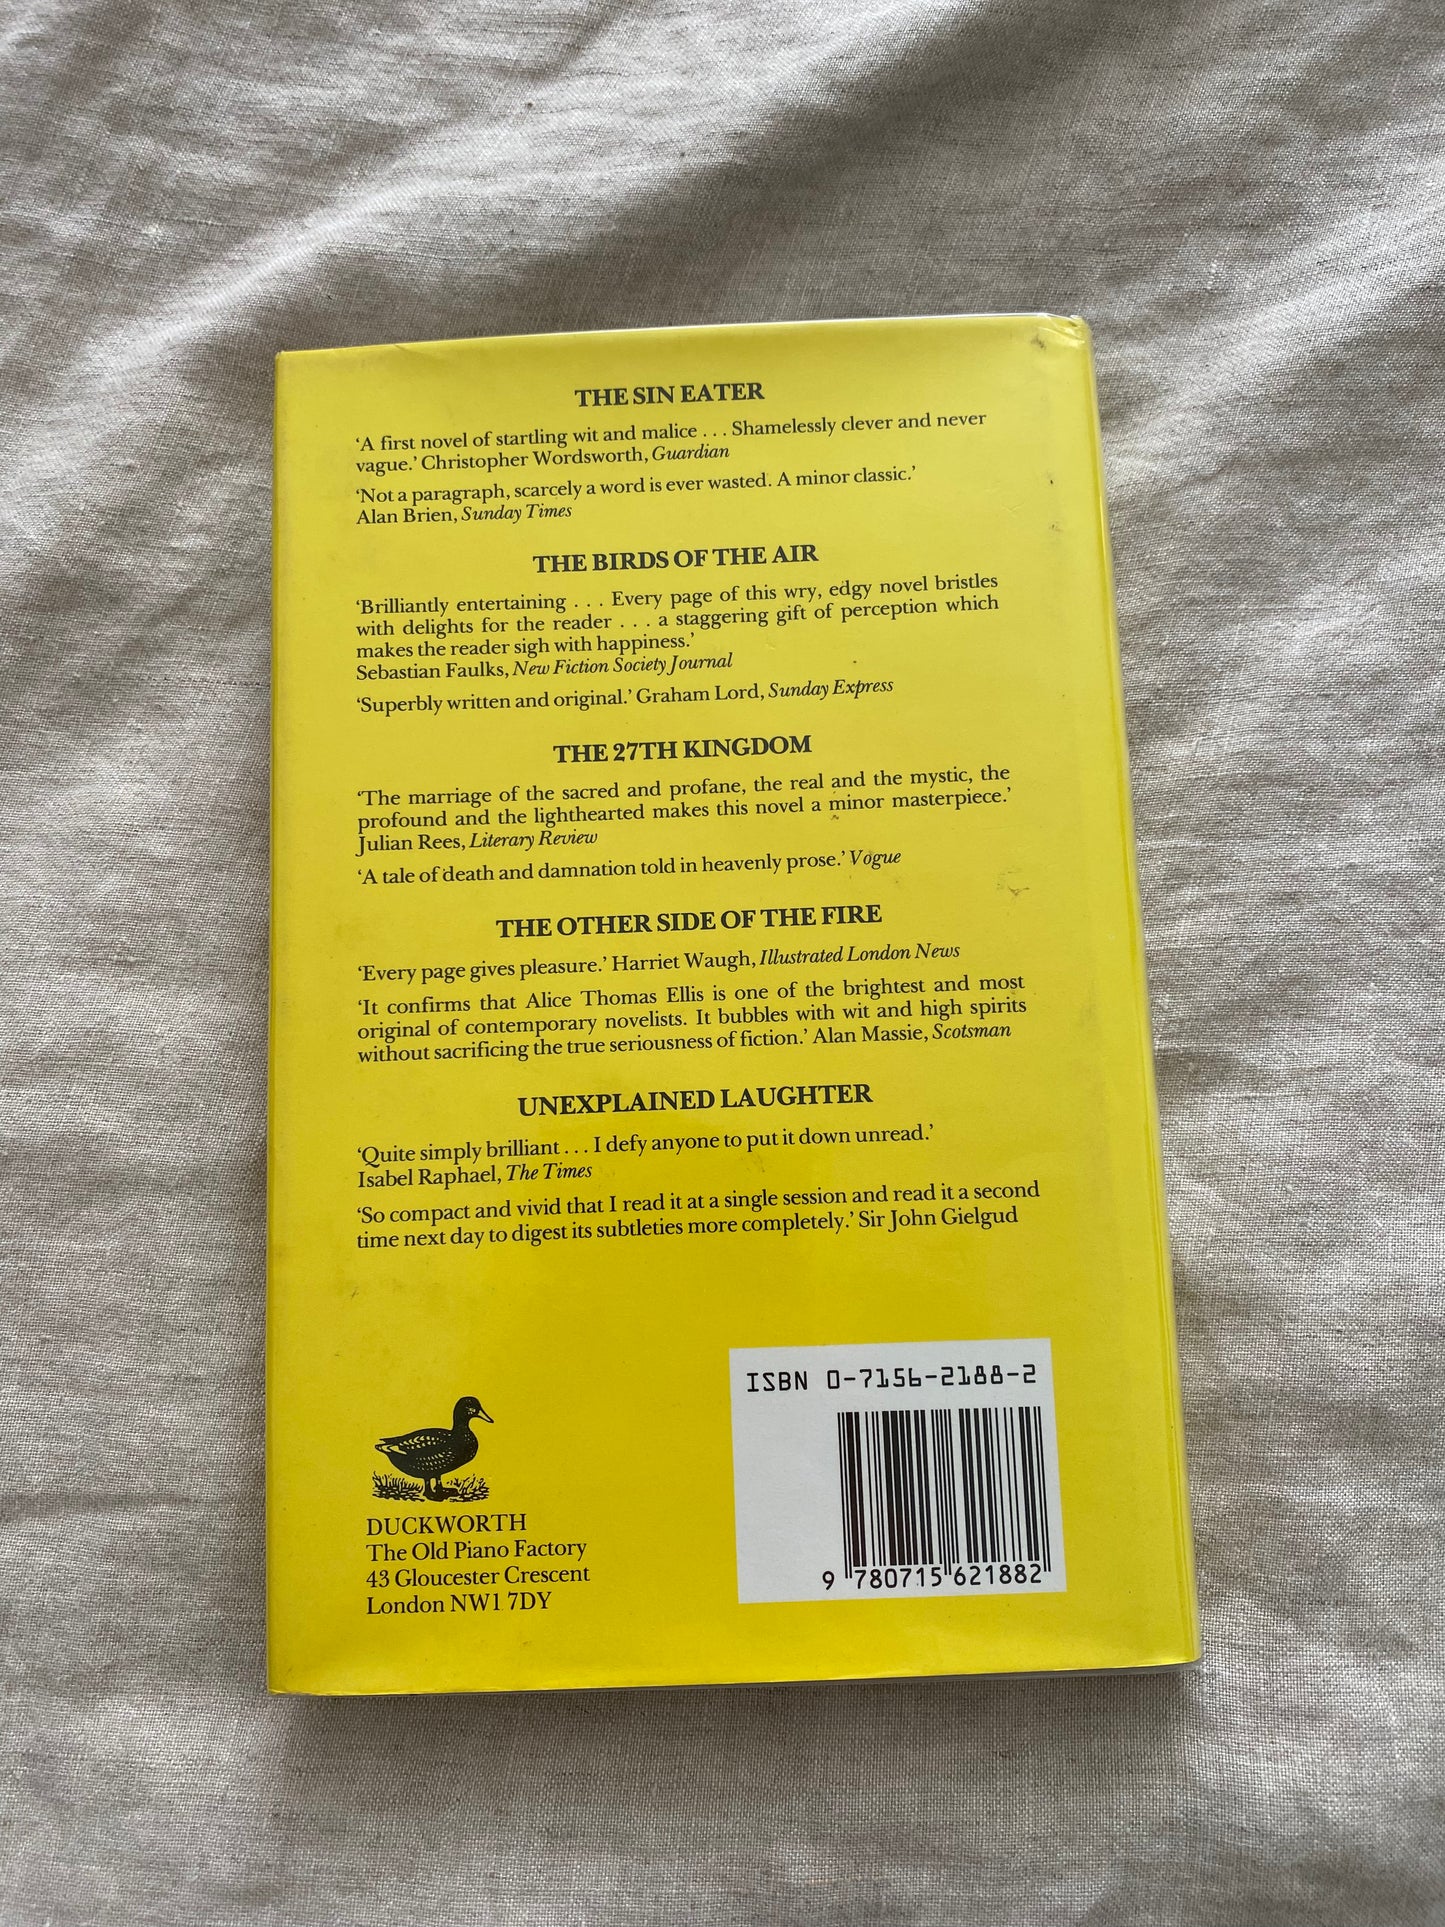 THE SIN EATER
‘A first novel of startling wit and malice . . . Shamelessly clever and never
vague.’ Christopher Wordsworth, Guardian
‘Not a paragraph, scarcely a word is ever wasted. A minor classic.’
Alan Brien, Sunday Times
THE BIRDS OF THE AIR
‘Brilliantly entertaining . . . Every page of this wry, edgy novel bristles
with delights for the reader . . . a staggering gift of perception which
makes the reader sigh with happiness.’
Sebastian Faulks, New Fiction Society Journal
‘Superbly written and original.’ Graham Lord, Sunday Express
THE 27TH KINGDOM
‘The marriage of the sacred and profane, the real and the mystic, the
profound and the lighthearted makes this novel a minor masterpiece.’
Julian Rees, Literary Review
‘A tale of death and damnation told in heavenly prose.’ Vogue
THE OTHER SIDE OF THE FIRE
‘Every page gives pleasure.’ Harriet Waugh, Illustrated London News
‘It confirms that Alice Thomas Ellis is one of the brightest and most
original of contemporary novelists. It bubbles with wit and high spirits
without sacrificing the true seriousness of fiction.’ Alan Massie, Scotsman
UNEXPLAINED LAUGHTER
‘Quite simply brilliant . . . I defy anyone to put it down unread.’
Isabel Raphael, The Times
‘So compact and vivid that I read it at a single session and read it a second
time next day to digest its subtleties more completely.’ Sir John Gielgud
DUCKWORTH
The Old Piano Factory
43 Gloucester Crescent
London NW1 7DY
ISBN 0-7156-2188-2
9 780715 621882